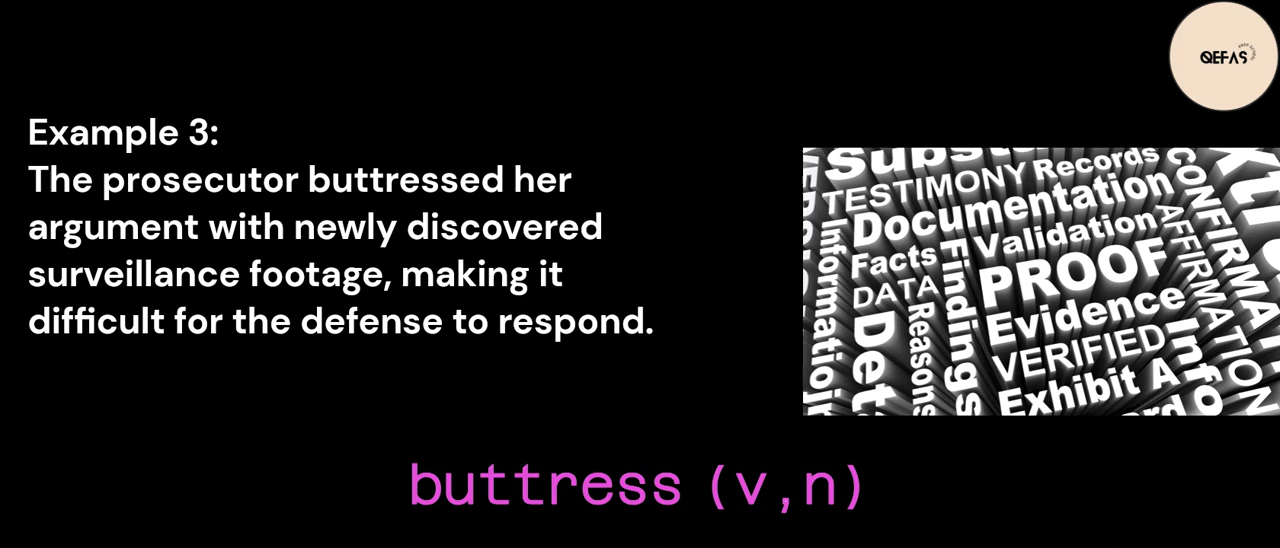 QEFAS
Example 3:
The prosecutor buttressed her
argument with newly discovered
surveillance footage, making it
difficult for the defense to respond.
TESTIMONY Records
Documentation
Facts Validation
DATA PROOF
Evidence
VERIFIED
Exhibit A
Findings
Reasons
AFFIRMATION
buttress (v,n)